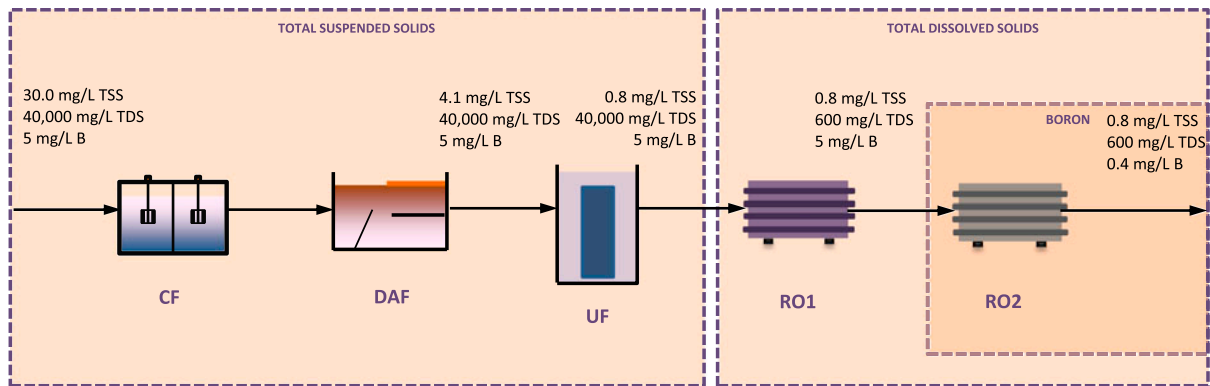 TOTAL SUSPENDED SOLIDS
TOTAL DISSOLVED SOLIDS
30.0 mg/L TSS
40,000 mg/L TDS
5 mg/L B
4.1 mg/L TSS
40,000 mg/L TDS
5 mg/L B
0.8 mg/L TSS
40,000 mg/L TDS
5 mg/L B
0.8 mg/L TSS
600 mg/L TDS
5 mg/L B
BORON
0.8 mg/L TSS
600 mg/L TDS
0.4 mg/L B
CF
DAF
UF
RO1
RO2